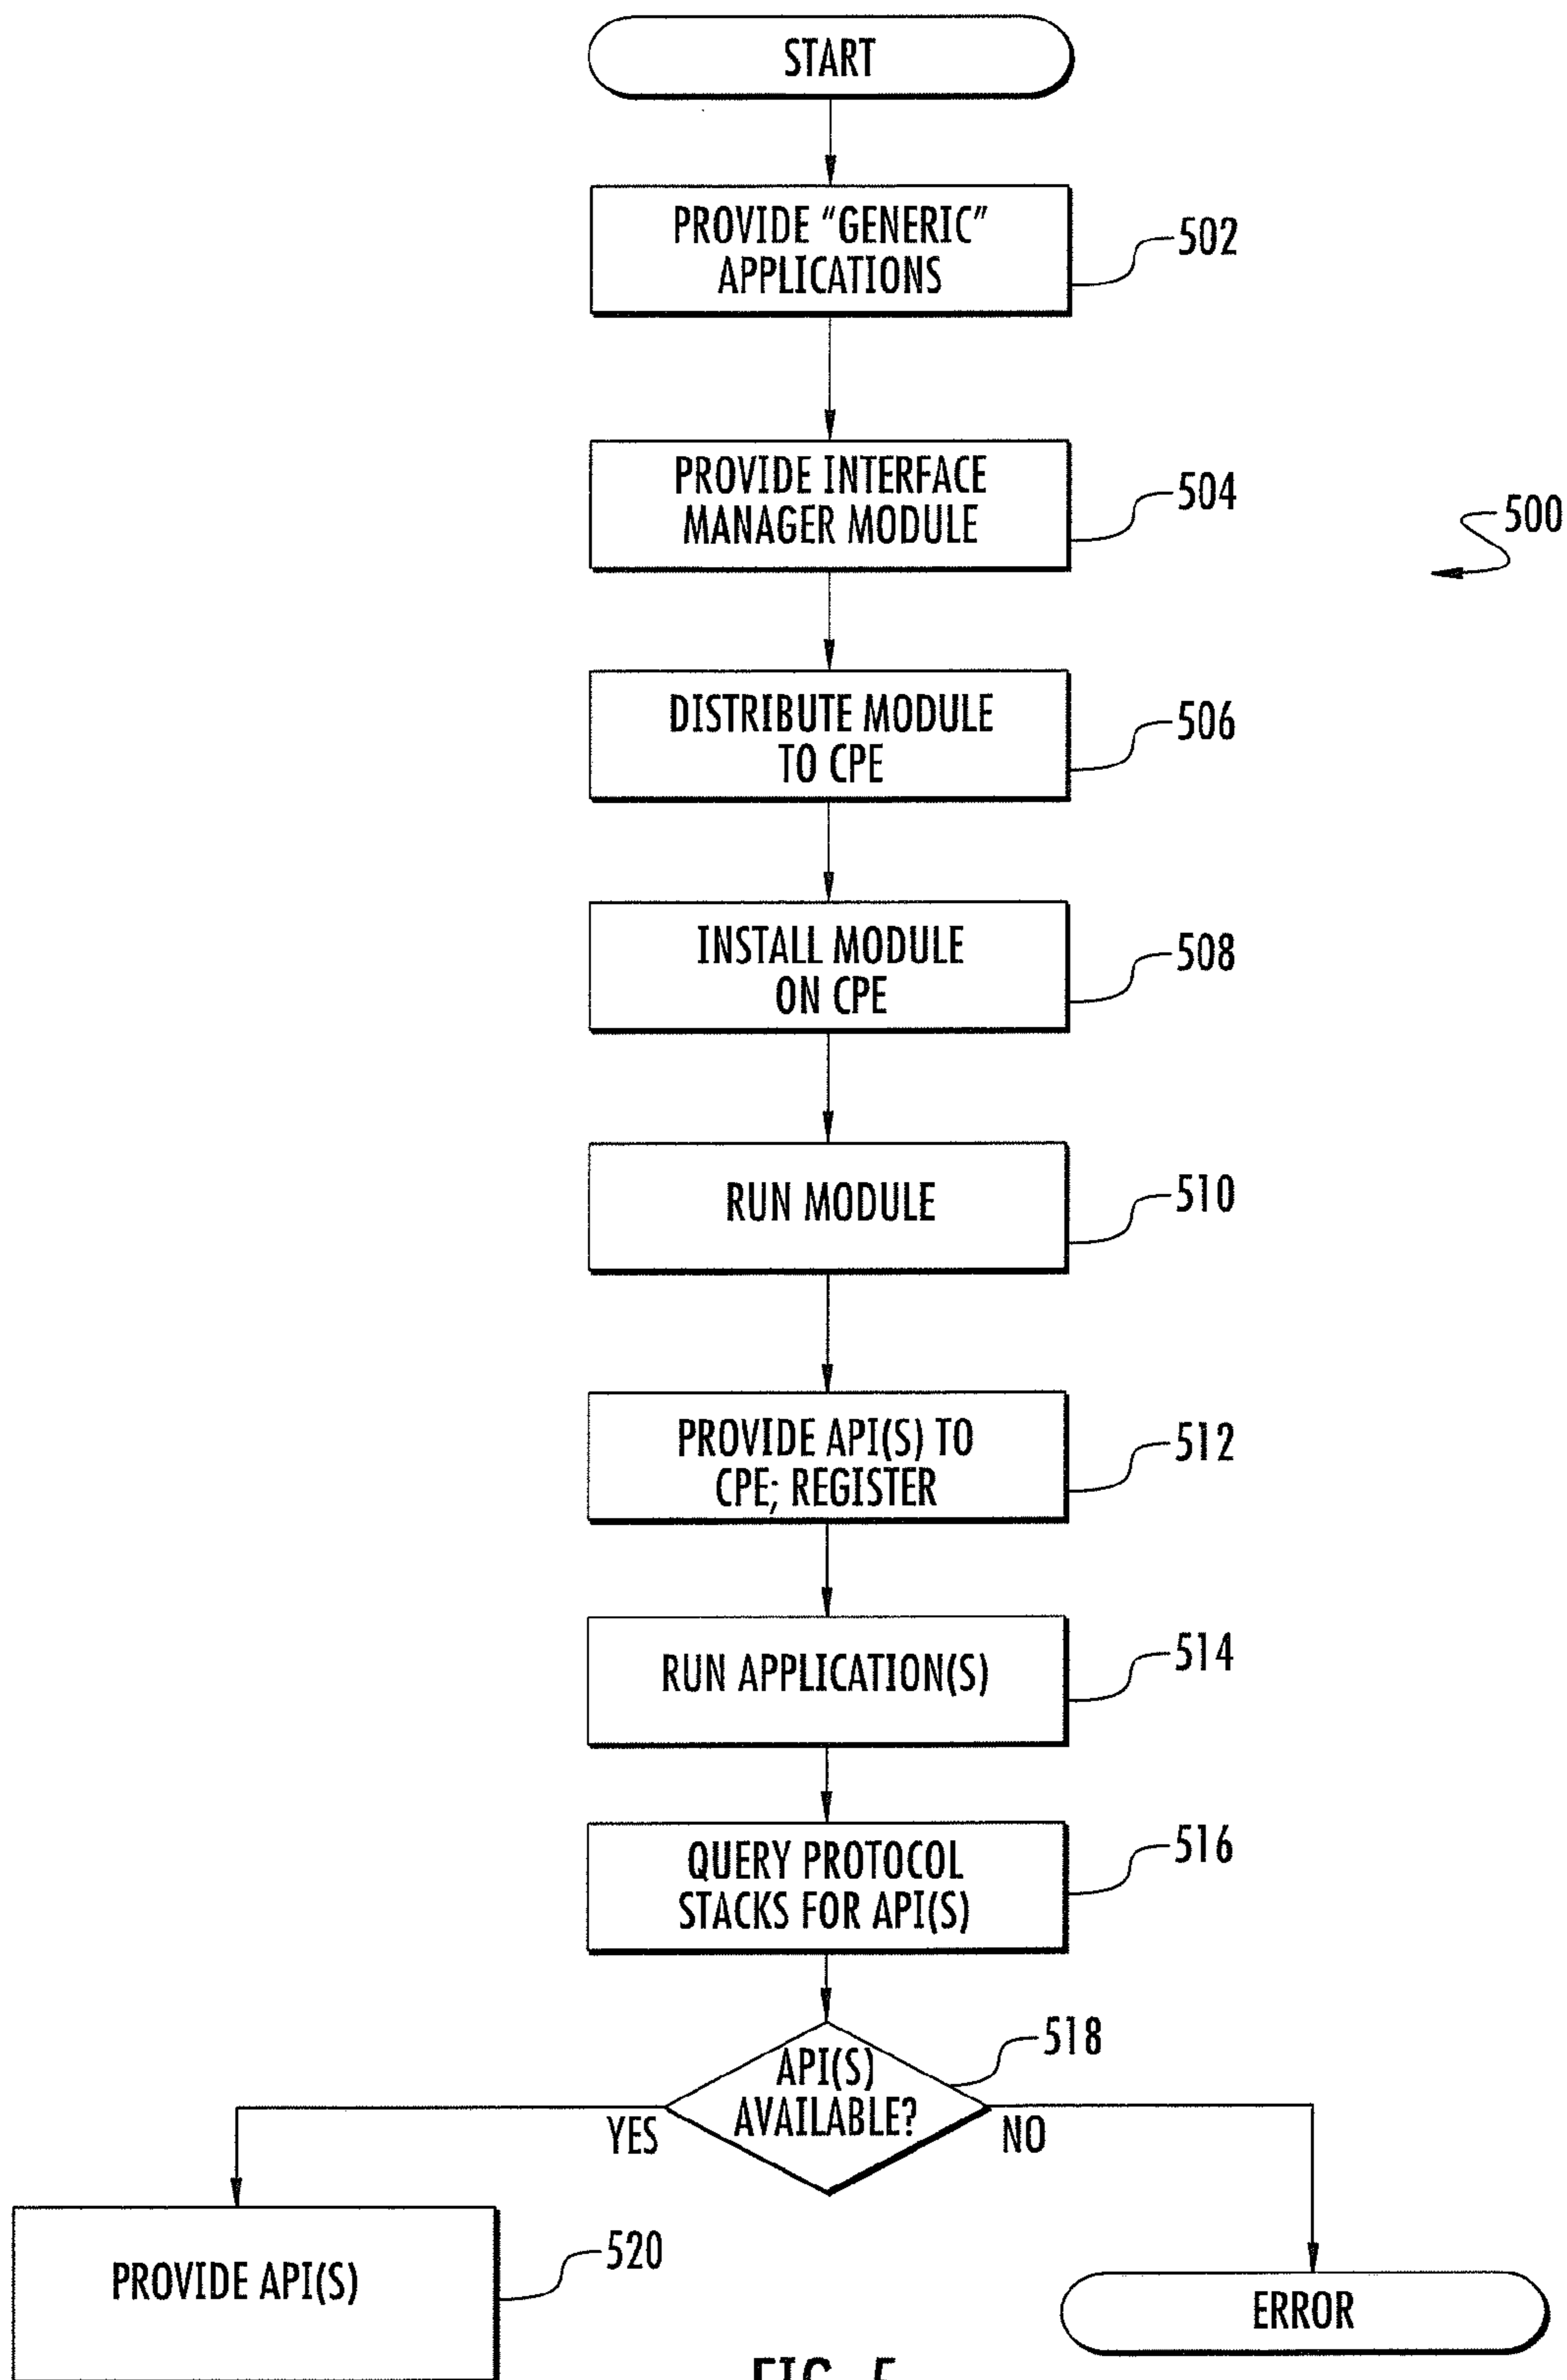 START
PROVIDE “GENERIC”
APPLICATIONS
502
PROVIDE INTERFACE
MANAGER MODULE
504
500
DISTRIBUTE MODULE
TO CPE
506
INSTALL MODULE
ON CPE
508
RUN MODULE
510
PROVIDE API(S) TO
CPE; REGISTER
512
RUN APPLICATION(S)
514
QUERY PROTOCOL
STACKS FOR API(S)
516
API(S)
AVAILABLE?
518
YES
NO
PROVIDE API(S)
520
ERROR
FIG. 5